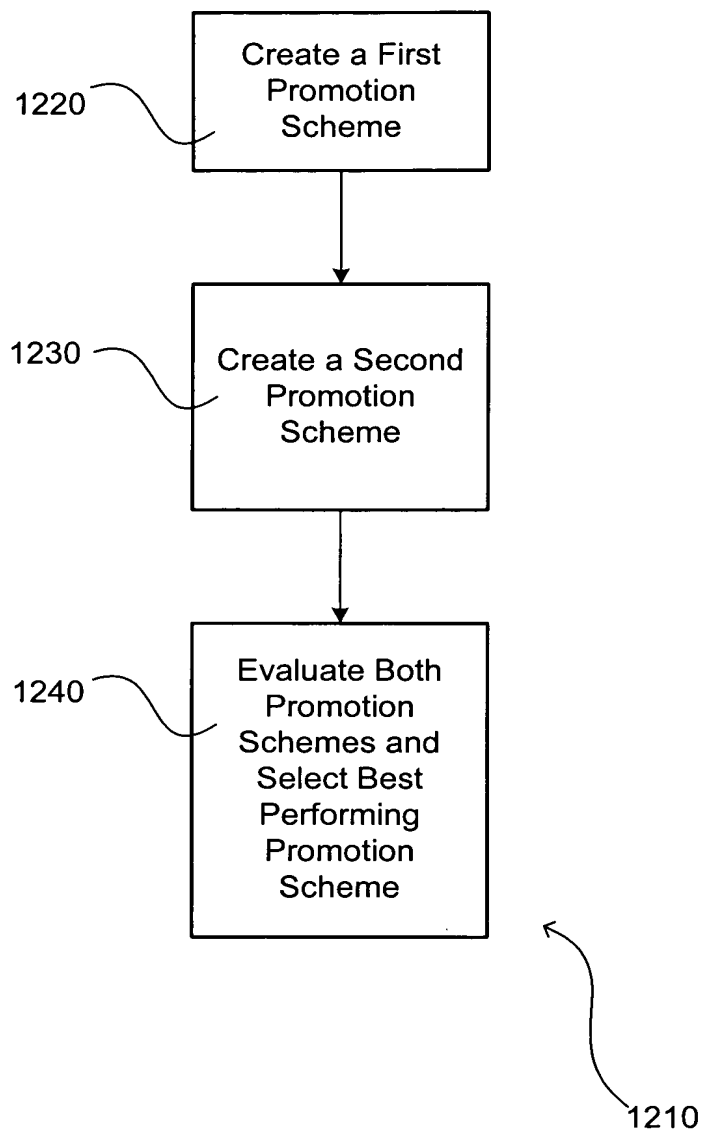 Create a First
Promotion
Scheme
1220
Create a Second
Promotion
Scheme
1230
Evaluate Both
Promotion
Schemes and
Select Best
Performing
Promotion
Scheme
1240
1210